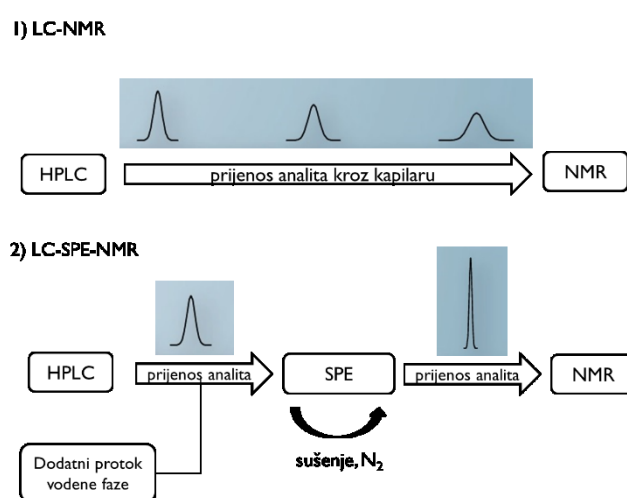 1) LC-NMR
HPLC
prijenos analita kroz kapilaru
NMR
2) LC-SPE-NMR
HPLC
prijenos analita
SPE
prijenos analita
NMR
Dodatni protok
vodene faze
sušenje, N₂